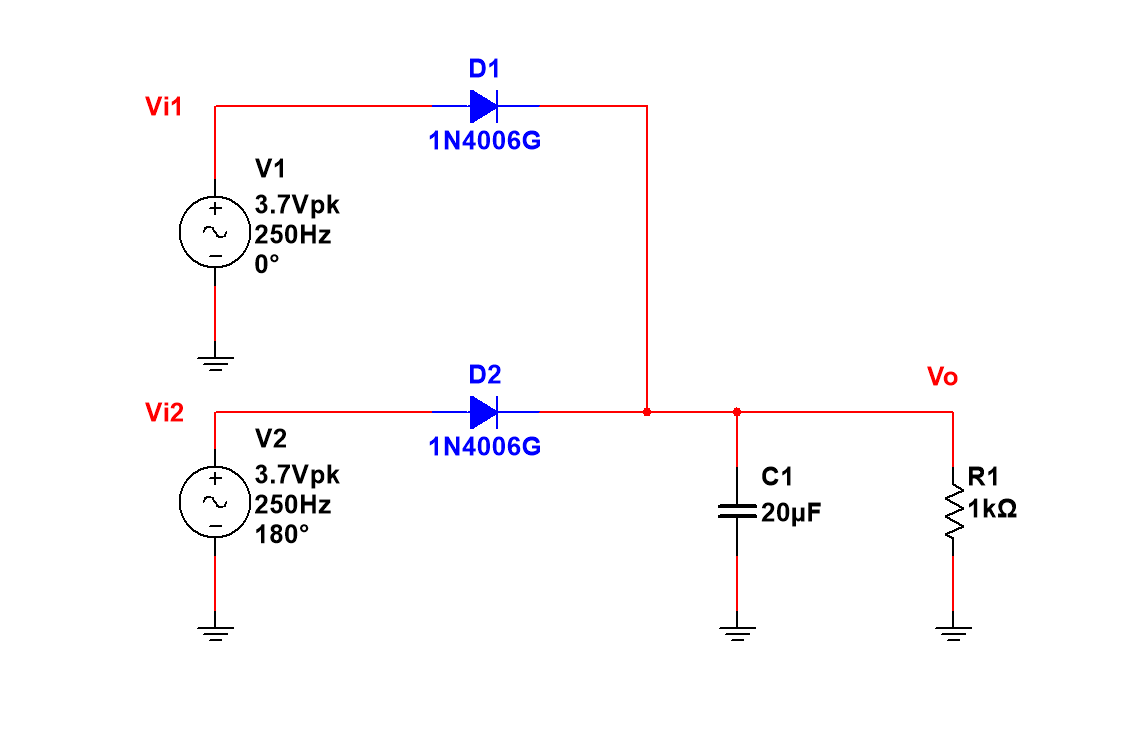 D1
Vi1
1N4006G
V1
3.7Vpk
250Hz
0°
D2
Vi2
1N4006G
Vo
V2
3.7Vpk
250Hz
180°
C1
20µF
R1
1kΩ